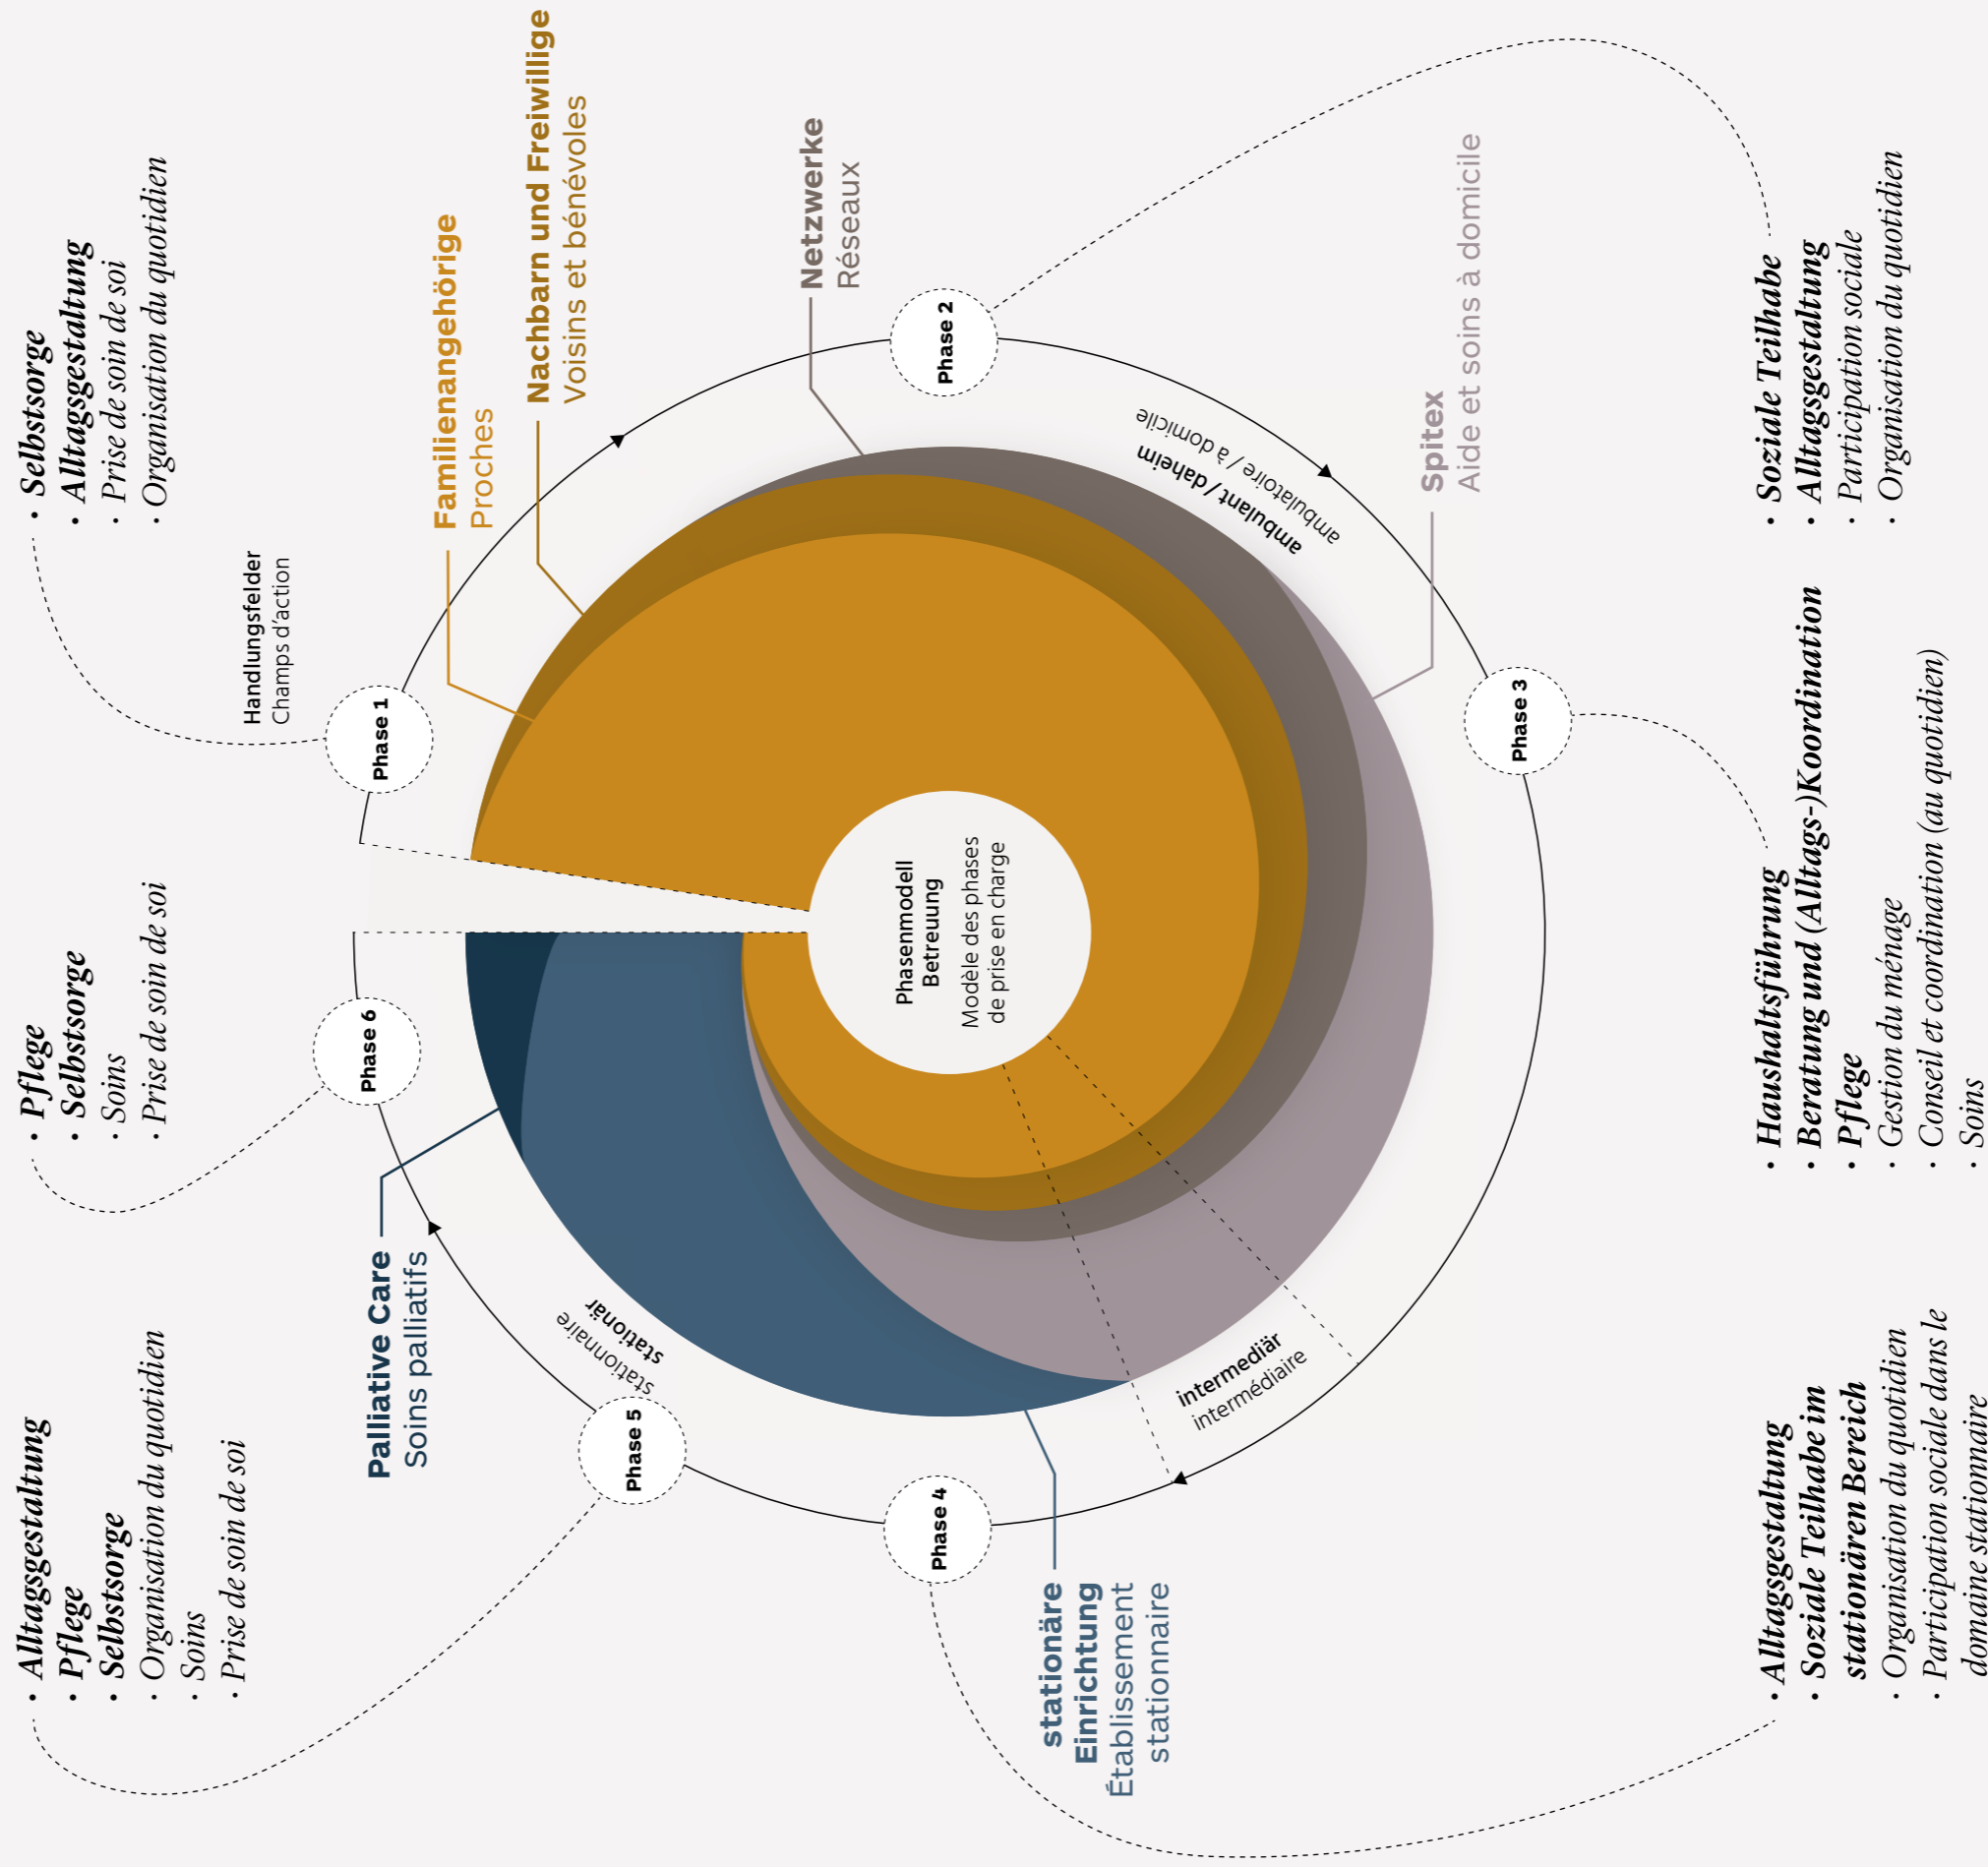 · Alltagsgestaltung
· Pflege
· Selbstsorge
· Organisation du quotidien
· Soins
· Prise de soin de soi
· Pflege
· Selbstsorge
· Soins
· Prise de soin de soi
· Selbstsorge
· Alltagsgestaltung
· Prise de soin de soi
· Organisation du quotidien
Handlungsfelder
Champs d'action
Phase 1
Phase 6
Palliative Care
Soins palliatifs
Familienangehörige
Proches
Nachbarn und Freiwillige
Voisins et bénévoles
stationnaire
stationär
Phase 5
Netzwerke
Réseaux
Phasenmodell
Betreuung
Modèle des phases
de prise en charge
Phase 4
Phase 2
stationäre
Einrichtung
Établissement
stationnaire
ambulant / daheim
ambulatoire / à domicile
intermediär
intermédiaire
Spitex
Aide et soins à domicile
Phase 3
· Alltagsgestaltung
· Soziale Teilhabe im
stationären Bereich
· Organisation du quotidien
· Participation sociale dans le
domaine stationnaire
· Haushaltsführung
· Beratung und (Alltags-)Koordination
· Pflege
· Gestion du ménage
· Conseil et coordination (au quotidien)
· Soins
· Soziale Teilhabe
· Alltagsgestaltung
· Participation sociale
· Organisation du quotidien